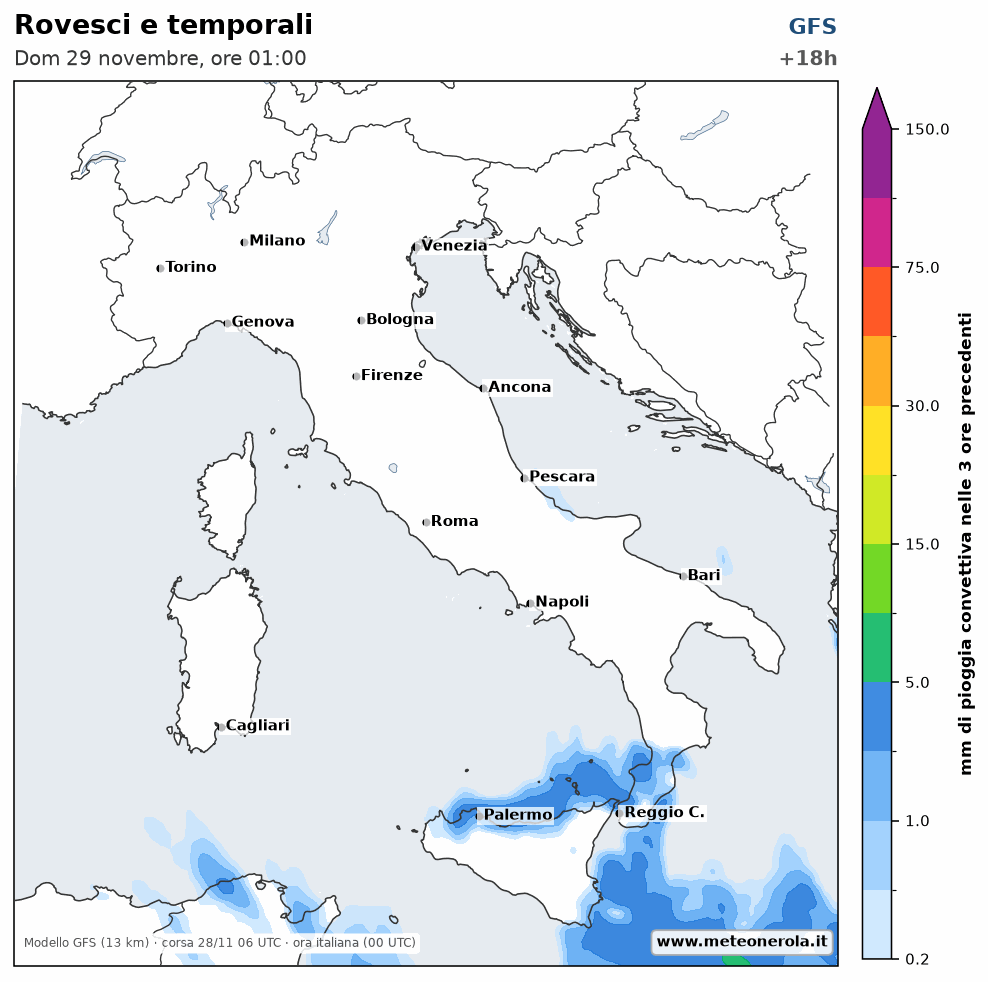 Rovesci e temporali
GFS
Dom 29 novembre, ore 01:00
+18h
150.0
75.0
30.0
15.0
5.0
1.0
0.2
mm di pioggia convettiva nelle 3 ore precedenti
Milano
Venezia
Torino
Genova
Bologna
Firenze
Ancona
Pescara
Roma
Bari
Napoli
Cagliari
Palermo
Reggio C.
Modello GFS (13 km) · corsa 28/11 06 UTC · ora italiana (00 UTC)
www.meteonerola.it